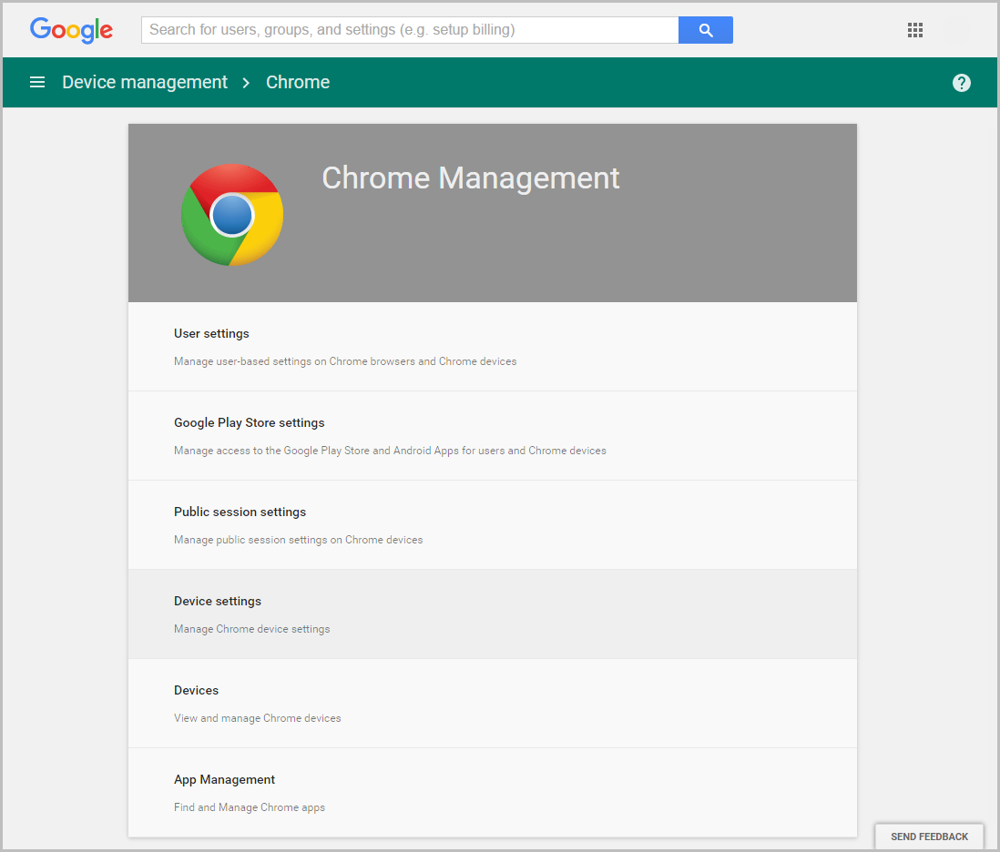 Google
Search for users, groups, and settings (e.g. setup billing)
Device management > Chrome
?
Chrome Management
User settings
Manage user-based settings on Chrome browsers and Chrome devices
Google Play Store settings
Manage access to the Google Play Store and Android Apps for users and Chrome devices
Public session settings
Manage public session settings on Chrome devices
Device settings
Manage Chrome device settings
Devices
View and manage Chrome devices
App Management
Find and Manage Chrome apps
SEND FEEDBACK